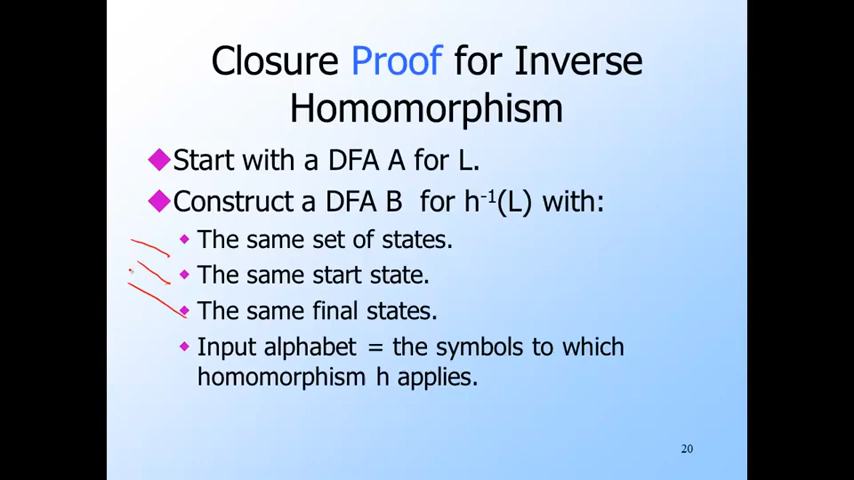 Closure Proof for Inverse
Homomorphism
Start with a DFA A for L.
Construct a DFA B for h⁻¹(L) with:
The same set of states.
The same start state.
The same final states.
Input alphabet = the symbols to which
homomorphism h applies.
20